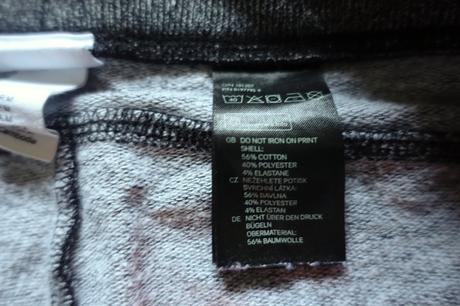 40
GB DO NOT IRON ON PRINT
SHELL:
56% COTTON
40% POLYESTER
4% ELASTANE
CZ NEŽEHLETE POTISK
SVRCHNÍ LÁTKA:
56% BAVLNA
40% POLYESTER
4% ELASTAN
DE NICHT ÜBER DEN DRUCK
BÜGELN
OBERMATERIAL:
56% BAUMWOLLE